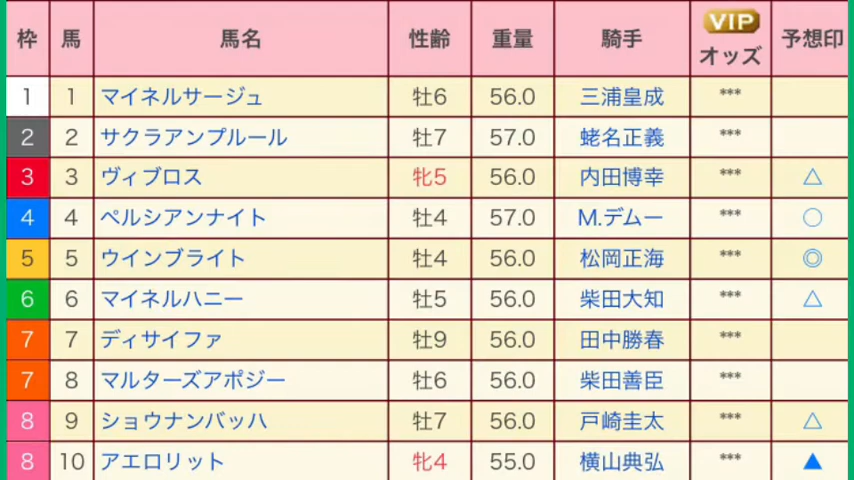 枠 馬 馬名 性齢 重量 騎手 VIP オッズ 予想印
1 1 マイネルサージュ 牡6 56.0 三浦皇成 ***
2 2 サクラアンプルール 牡7 57.0 蛯名正義 ***
3 3 ヴィブロス 牝5 56.0 内田博幸 *** △
4 4 ペルシアンナイト 牡4 57.0 M.デムー *** ○
5 5 ウインブライト 牡4 56.0 松岡正海 *** ◎
6 6 マイネルハニー 牡5 56.0 柴田大知 *** △
7 7 ディサイファ 牡9 56.0 田中勝春 ***
7 8 マルターズアポジー 牡6 56.0 柴田善臣 ***
8 9 ショウナンバッハ 牡7 56.0 戸崎圭太 *** △
8 10 アエロリット 牝4 55.0 横山典弘 *** ▲